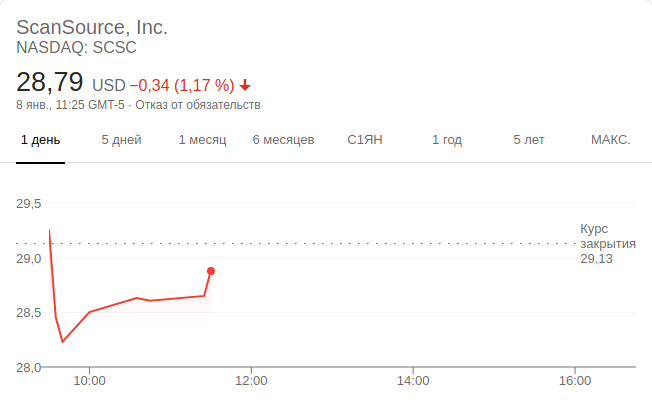 ScanSource, Inc.
NASDAQ: SCSC
28,79 USD −0,34 (1,17 %)
8 янв., 11:25 GMT-5 · Отказ от обязательств
1 день 5 дней 1 месяц 6 месяцев С1ЯН 1 год 5 лет МАКС.
29,5
Курс
закрытия
29,13
29,0
28,5
28,0
10:00 12:00 14:00 16:00